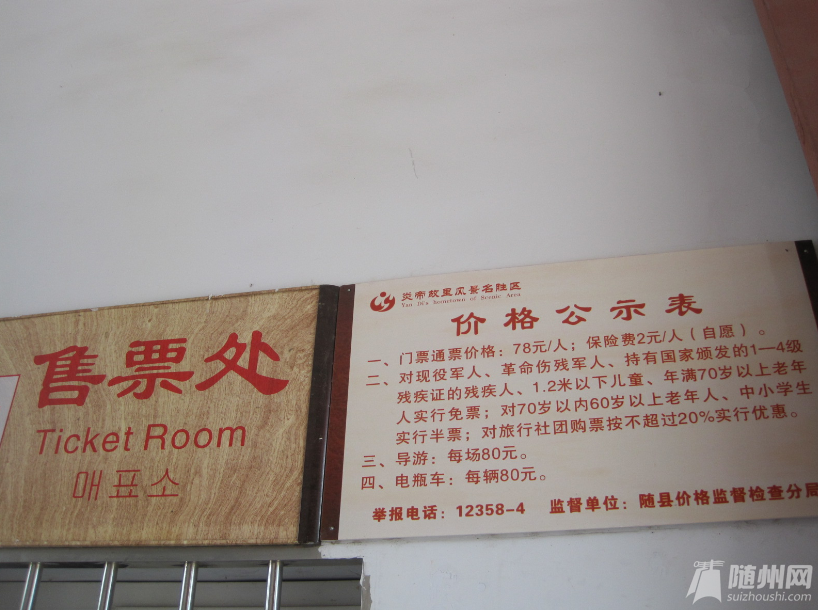 售票处
Ticket Room
매표소
炎帝故里风景名胜区
Yan Di's Hometown of Scenic Area
价格公示表
一、门票通票价格：78元/人；保险费2元/人（自愿）。
二、对现役军人、革命伤残军人、持有国家颁发的1—4级
残疾证的残疾人、1.2米以下儿童、年满70岁以上老年
人实行免票；对70岁以内60岁以上老年人、中小学生
实行半票；对旅行社团购票按不超过20%实行优惠。
三、导游：每场80元。
四、电瓶车：每辆80元。
举报电话：12358-4 监督单位：随县价格监督检查分局
随州网
suizhoushi.com